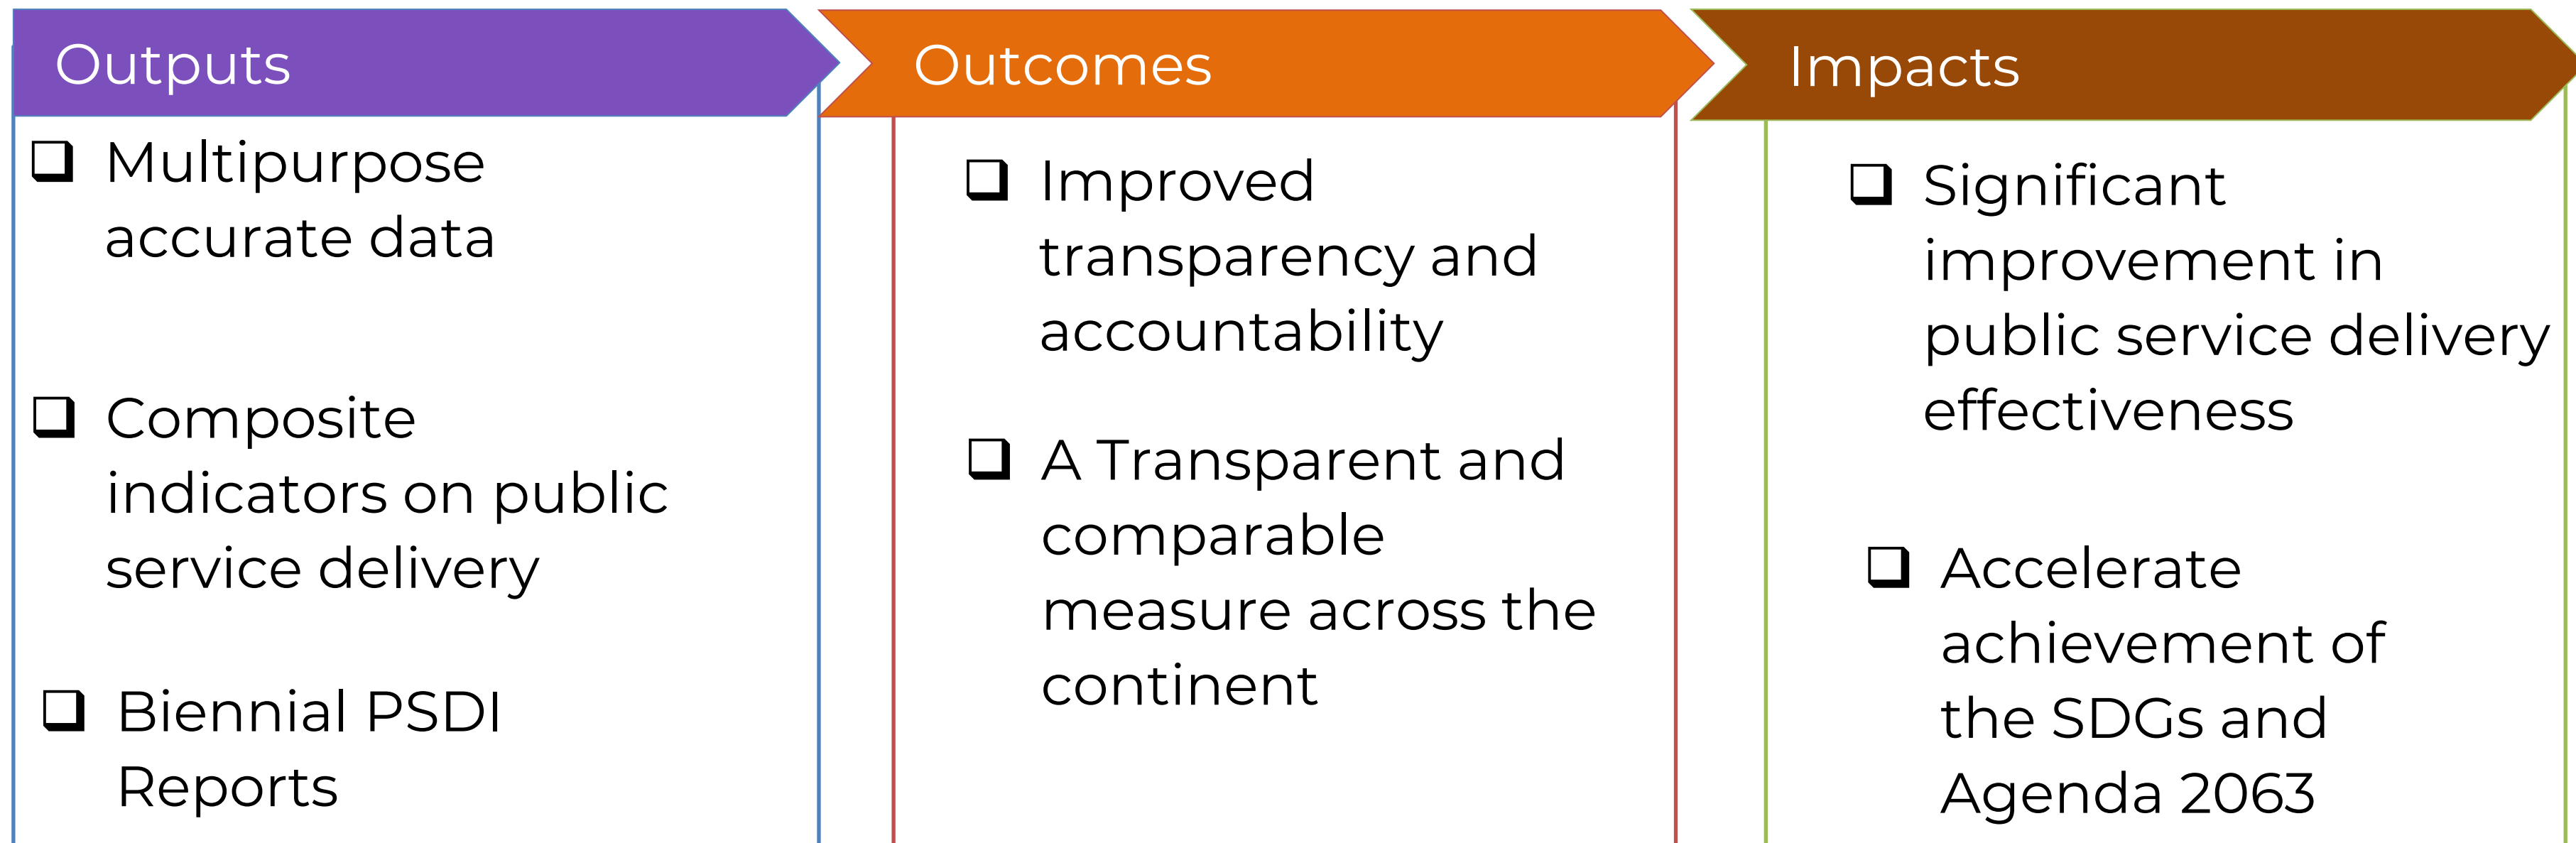 Outputs
Multipurpose
accurate data
Composite
indicators on public
service delivery
Biennial PSDI
Reports
Outcomes
Improved
transparency and
accountability
A Transparent and
comparable
measure across the
continent
Impacts
Significant
improvement in
public service delivery
effectiveness
Accelerate
achievement of
the SDGs and
Agenda 2063